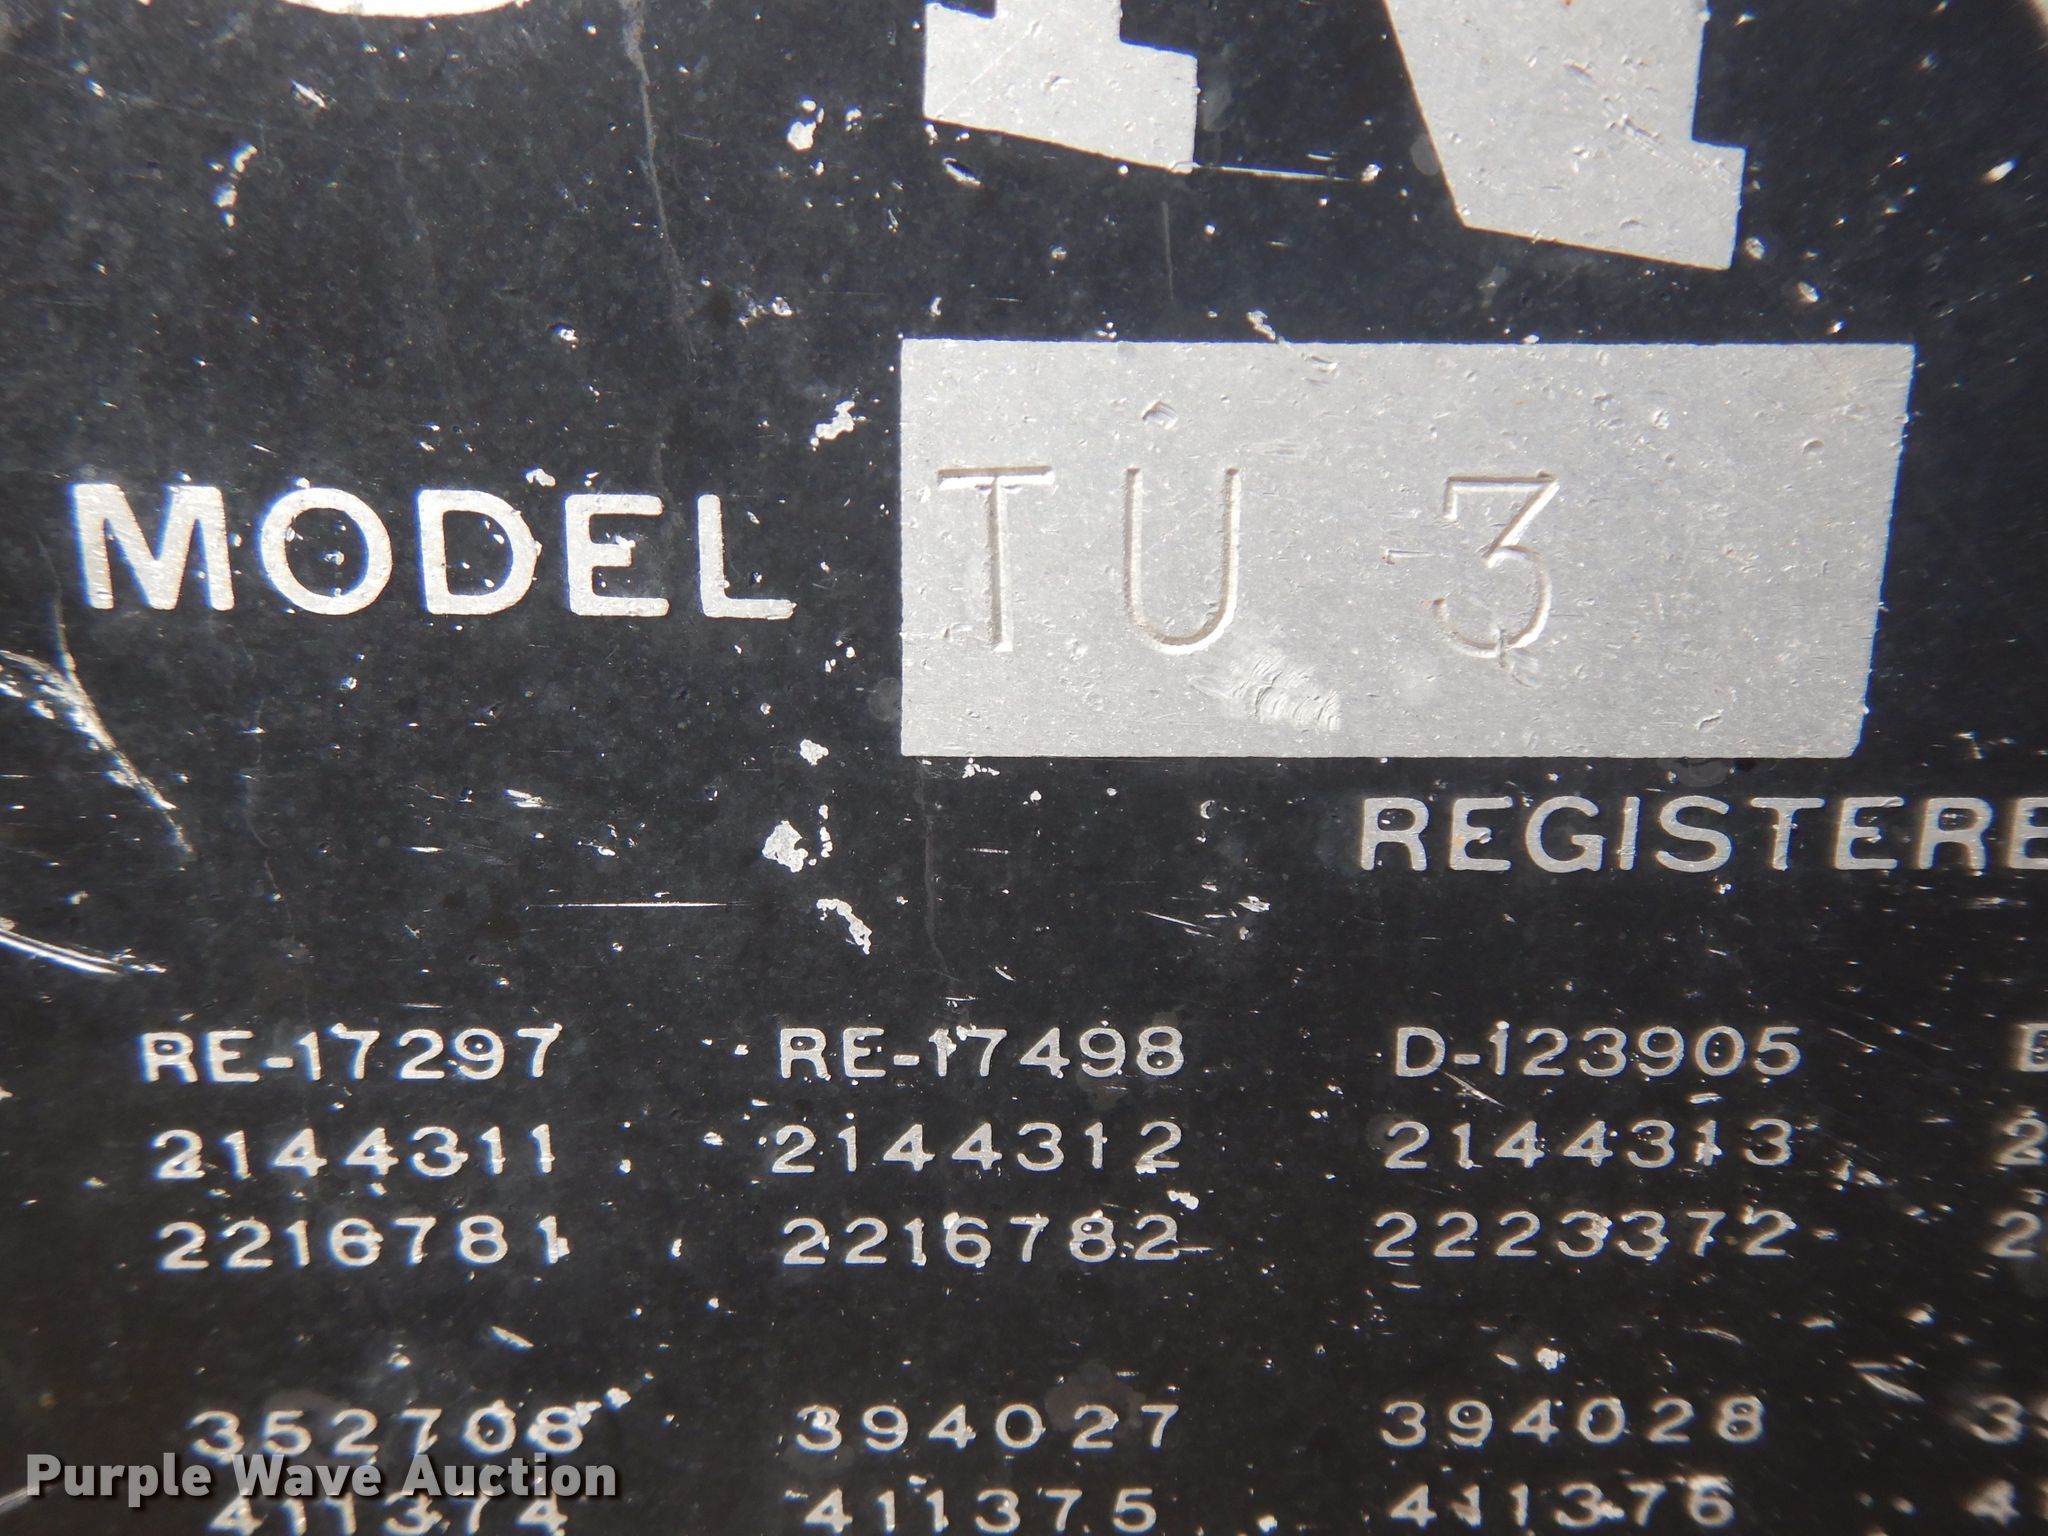 MODEL TU 3
REGISTERE
RE-17297 RE-17498 D-123905
2144311 2144312 2144313
2216781 2216782 2223372
352708 394027 394028
411374 411375 411376
Purple Wave Auction